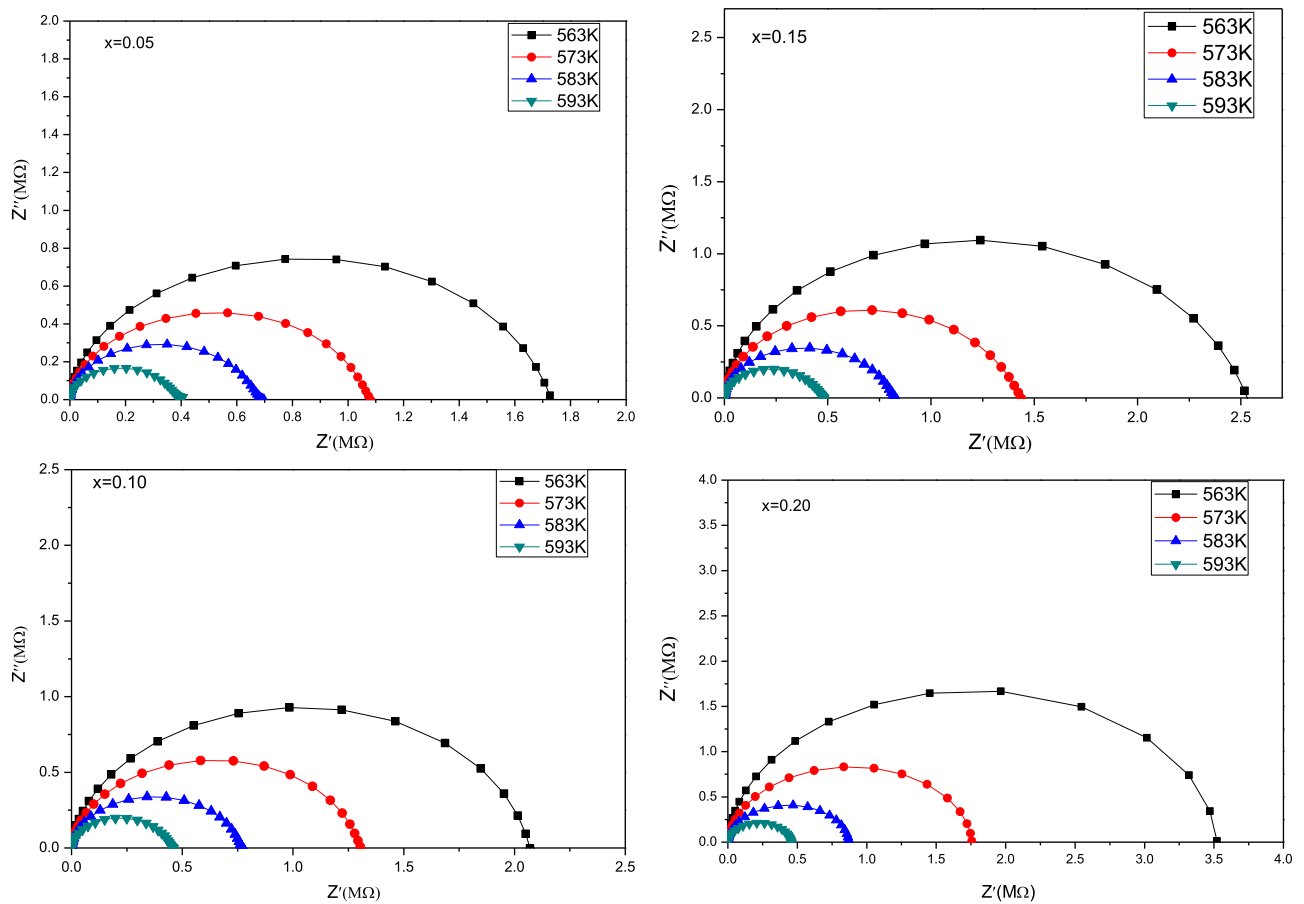 x=0.05
563K
573K
583K
593K
2.0
1.8
1.6
1.4
1.2
1.0
0.8
0.6
0.4
0.2
0.0
Z′′(MΩ)
0.0 0.2 0.4 0.6 0.8 1.0 1.2 1.4 1.6 1.8 2.0
Z′(MΩ)
x=0.15
563K
573K
583K
593K
2.5
2.0
1.5
1.0
0.5
0.0
Z′′(MΩ)
0.0 0.5 1.0 1.5 2.0 2.5
Z′(MΩ)
x=0.10
563K
573K
583K
593K
2.5
2.0
1.5
1.0
0.5
0.0
Z′′(MΩ)
0.0 0.5 1.0 1.5 2.0 2.5
Z′(MΩ)
x=0.20
563K
573K
583K
593K
4.0
3.5
3.0
2.5
2.0
1.5
1.0
0.5
0.0
Z′′(MΩ)
0.0 0.5 1.0 1.5 2.0 2.5 3.0 3.5 4.0
Z′(MΩ)